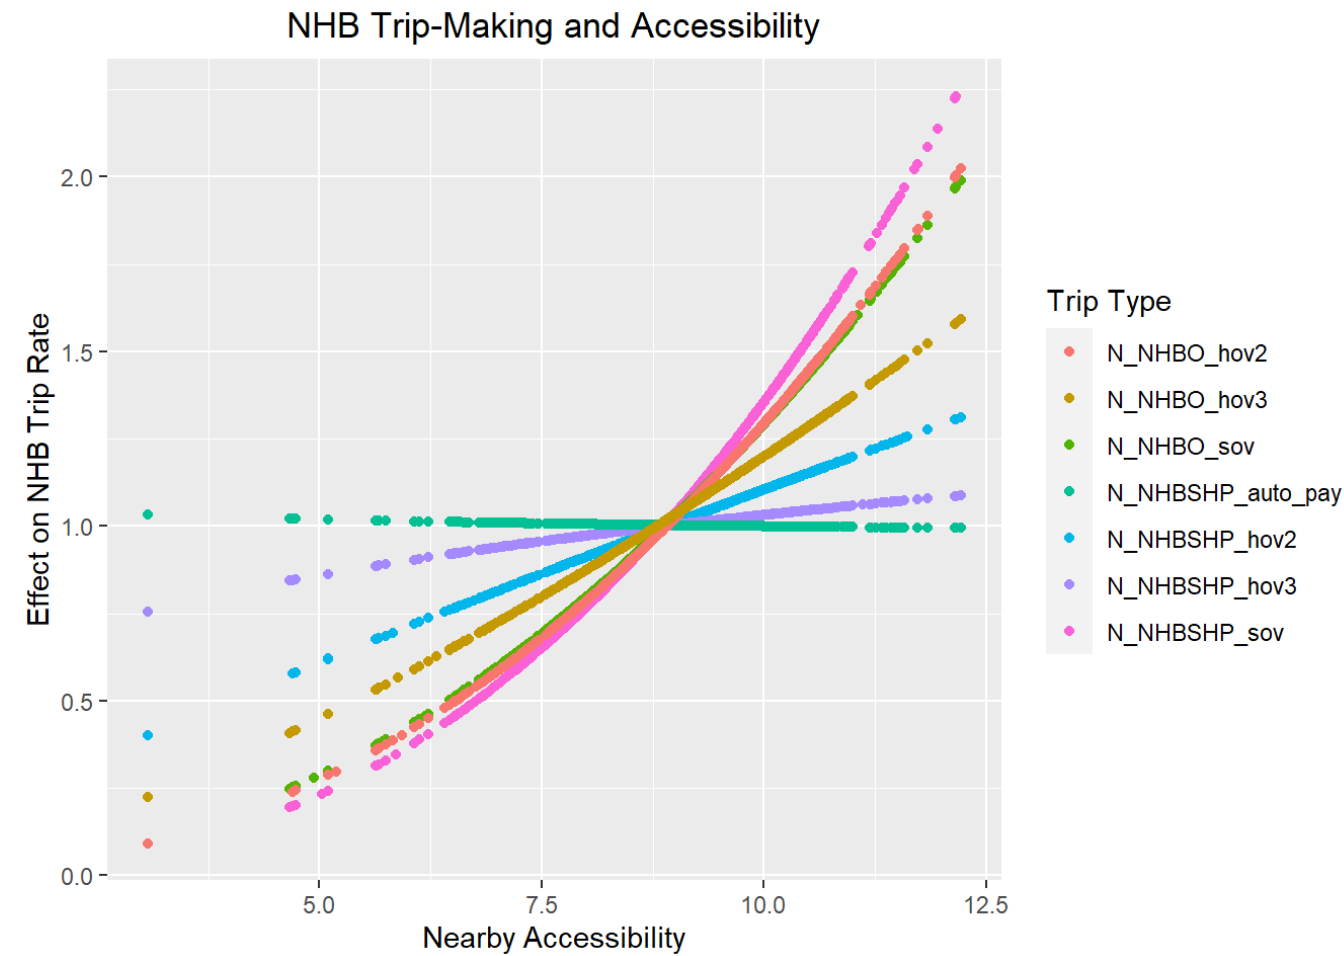 NHB Trip-Making and Accessibility
Effect on NHB Trip Rate
2.0
1.5
1.0
0.5
0.0
5.0 7.5 10.0 12.5
Nearby Accessibility
Trip Type
N_NHBO_hov2
N_NHBO_hov3
N_NHBO_sov
N_NHBSHP_auto_pay
N_NHBSHP_hov2
N_NHBSHP_hov3
N_NHBSHP_sov